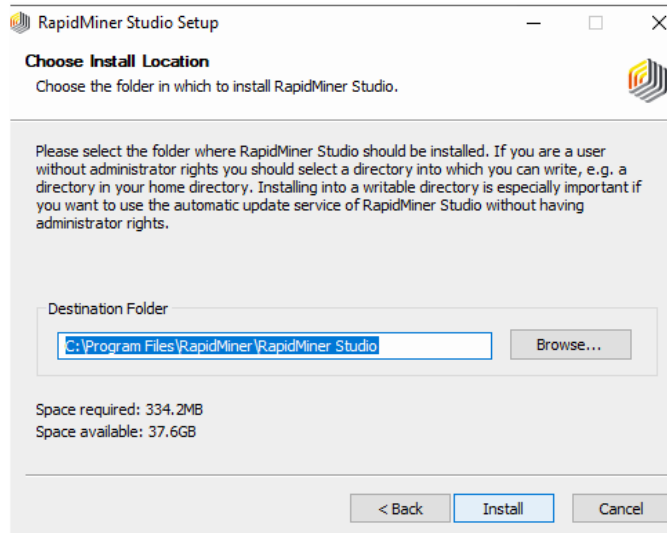 RapidMiner Studio Setup
Choose Install Location
Choose the folder in which to install RapidMiner Studio.
Please select the folder where RapidMiner Studio should be installed. If you are a user
without administrator rights you should select a directory into which you can write, e.g. a
directory in your home directory. Installing into a writable directory is especially important if
you want to use the automatic update service of RapidMiner Studio without having
administrator rights.
Destination Folder
C:\Program Files\RapidMiner\RapidMiner Studio
Browse...
Space required: 334.2MB
Space available: 37.6GB
< Back Install Cancel